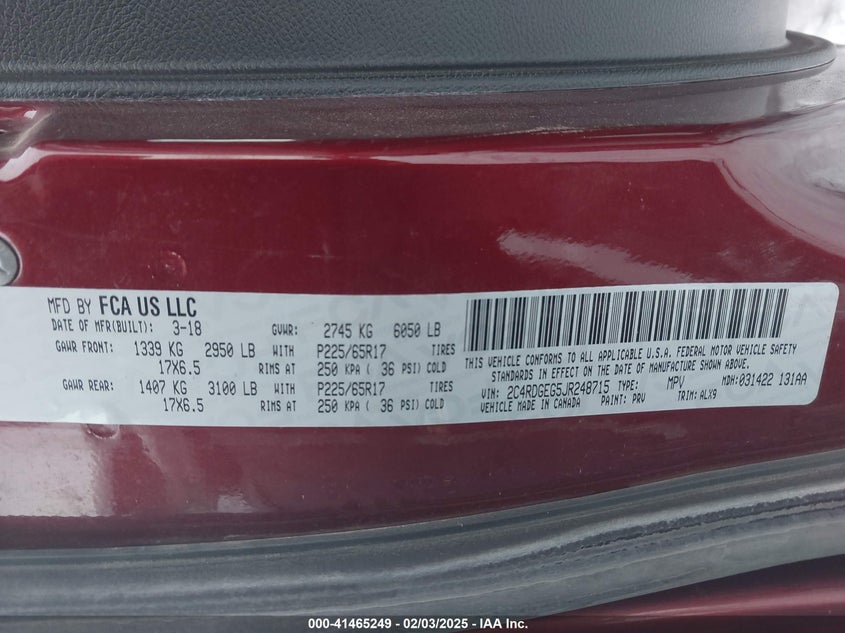 MFD BY FCA US LLC
DATE OF MFR(BUILT): 3-18 GVWR: 2745 KG 6050 LB
GAWR FRONT: 1339 KG 2950 LB WITH P225/65R17 TIRES
17X6.5 RIMS AT 250 KPA ( 36 PSI) COLD
GAWR REAR: 1407 KG 3100 LB WITH P225/65R17 TIRES
17X6.5 RIMS AT 250 KPA ( 36 PSI) COLD
THIS VEHICLE CONFORMS TO ALL APPLICABLE U.S.A. FEDERAL MOTOR VEHICLE SAFETY
STANDARDS IN EFFECT ON THE DATE OF MANUFACTURE SHOWN ABOVE.
VIN: 2C4RDGEG5JR248715 TYPE: MPV MDH: 031422 131AA
VEHICLE MADE IN CANADA PAINT: PRV TRIM: ALX9
000-41465249 - 02/03/2025 - IAA Inc.